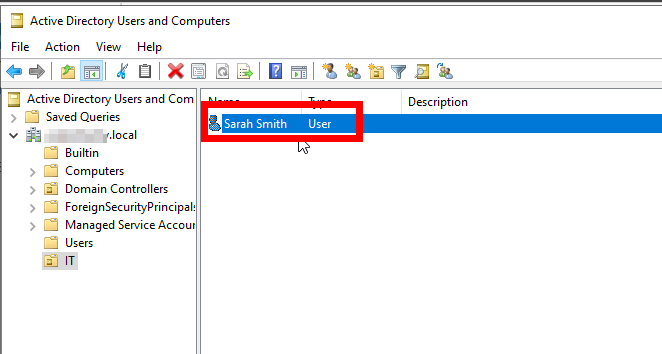 Active Directory Users and Computers
File Action View Help
Active Directory Users and Com
Saved Queries
y.local
Builtin
Computers
Domain Controllers
ForeignSecurityPrincipals
Managed Service Accour
Users
IT
Name Type Description
Sarah Smith User